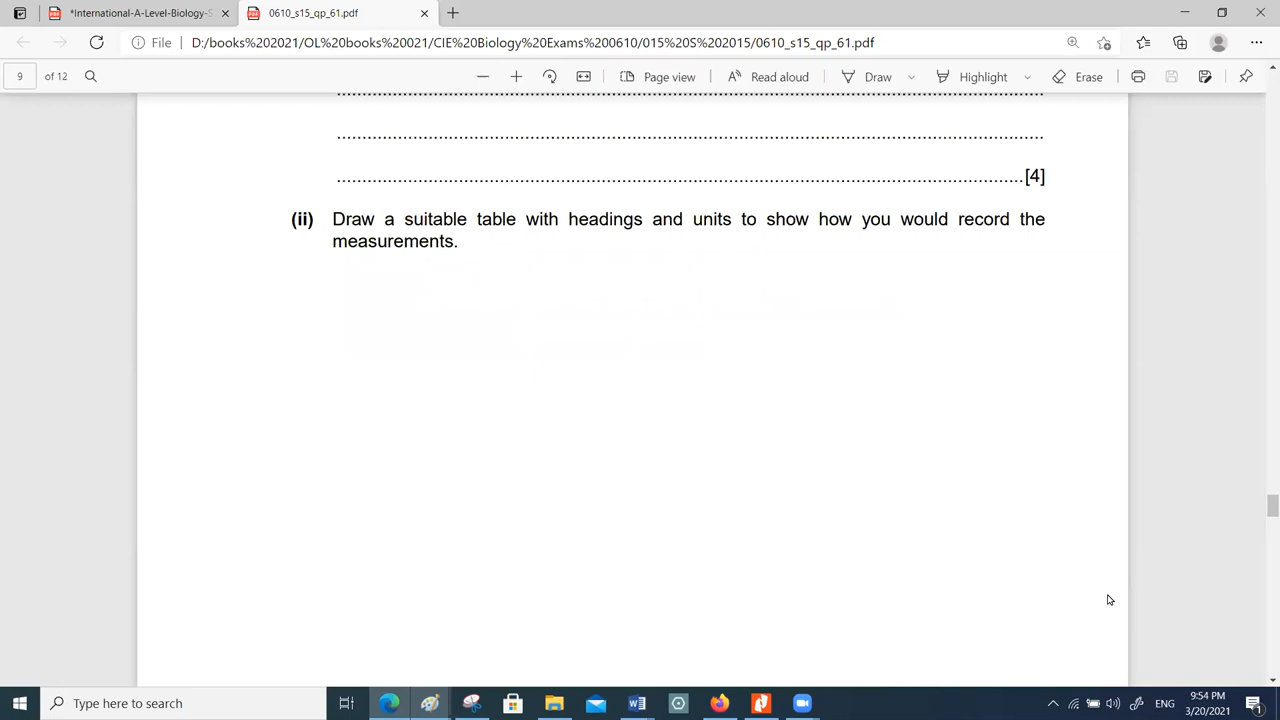 *International-A-Level-Biology-S
0610_s15_qp_61.pdf
File
D:/books%202021/OL%20books%20021/CIE%20Biology%20Exams%200610/015%20S%202015/0610_s15_qp_61.pdf
9 of 12
Page view
Read aloud
Draw
Highlight
Erase
[4]
(ii) Draw a suitable table with headings and units to show how you would record the
measurements.
Type here to search
ENG
9:54 PM
3/20/2021
1